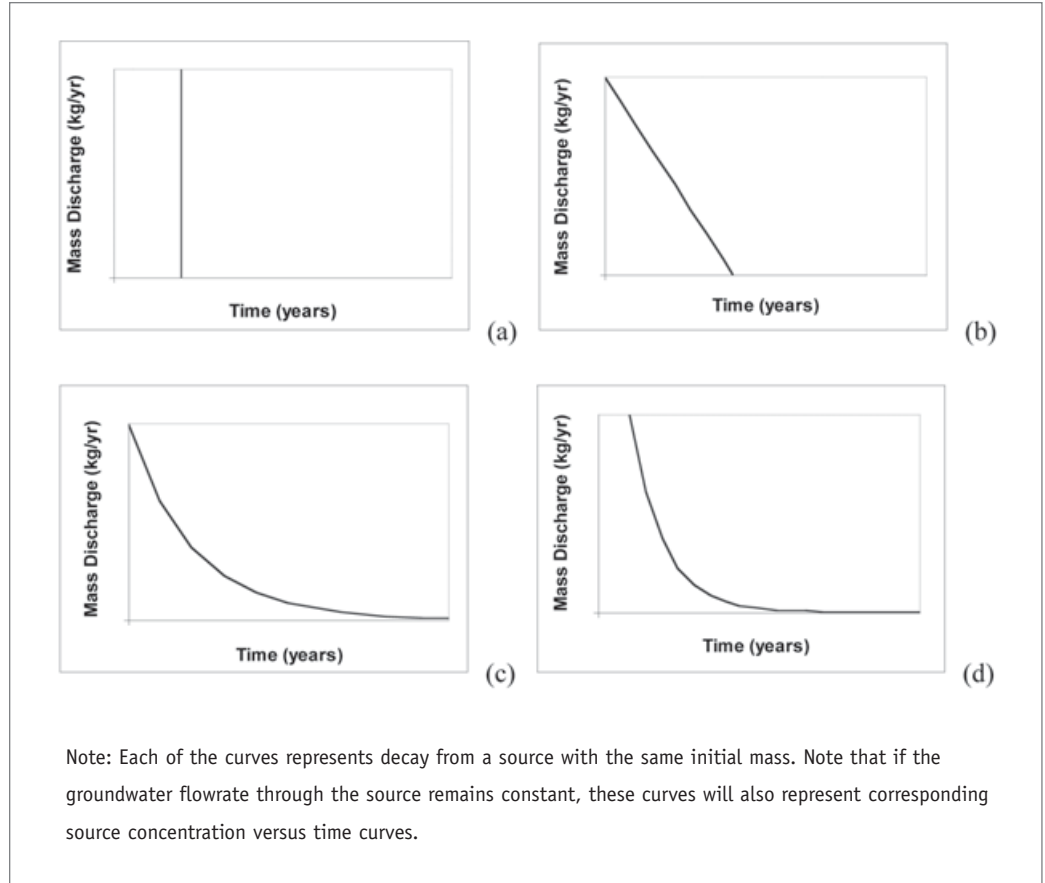 Mass Discharge (kg/yr)
Time (years)
(a)
Mass Discharge (kg/yr)
Time (years)
(b)
Mass Discharge (kg/yr)
Time (years)
(c)
Mass Discharge (kg/yr)
Time (years)
(d)
Note: Each of the curves represents decay from a source with the same initial mass. Note that if the
groundwater flowrate through the source remains constant, these curves will also represent corresponding
source concentration versus time curves.